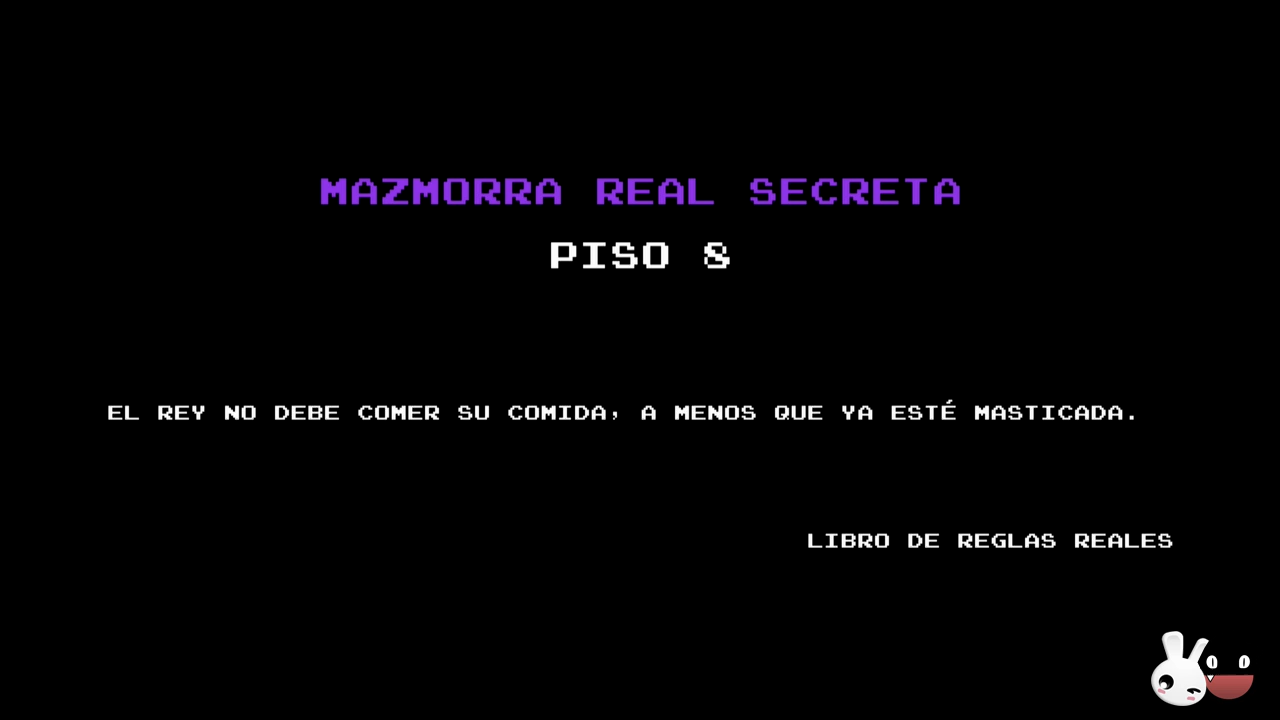 MAZMORRA REAL SECRETA
PISO 8
EL REY NO DEBE COMER SU COMIDA, A MENOS QUE YA ESTÉ MASTICADA.
LIBRO DE REGLAS REALES